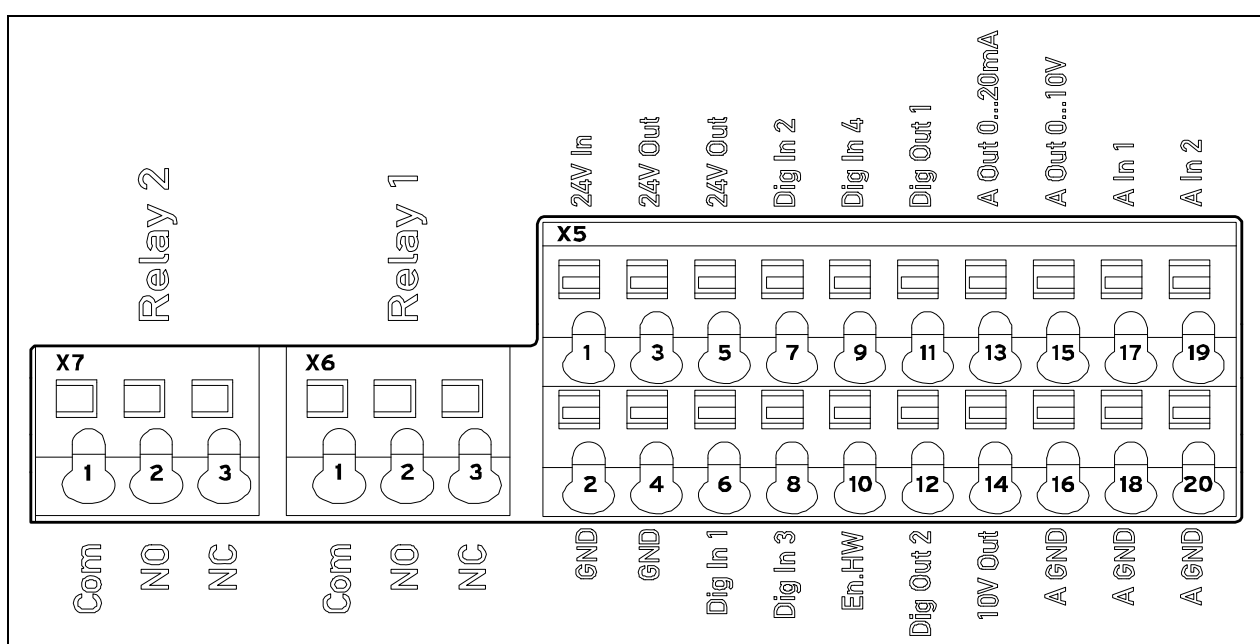 Relay 2
Relay 1
24V In
24V Out
24V Out
Dig In 2
Dig In 4
Dig Out 1
A Out 0...20mA
A Out 0...10V
A In 1
A In 2
X5
1 3 5 7 9 11 13 15 17 19
X7
X6
1 2 3
1 2 3
2 4 6 8 10 12 14 16 18 20
Com
NO
NC
Com
NO
NC
GND
GND
Dig In 1
Dig In 3
En.HW
Dig Out 2
10V Out
A GND
A GND
A GND